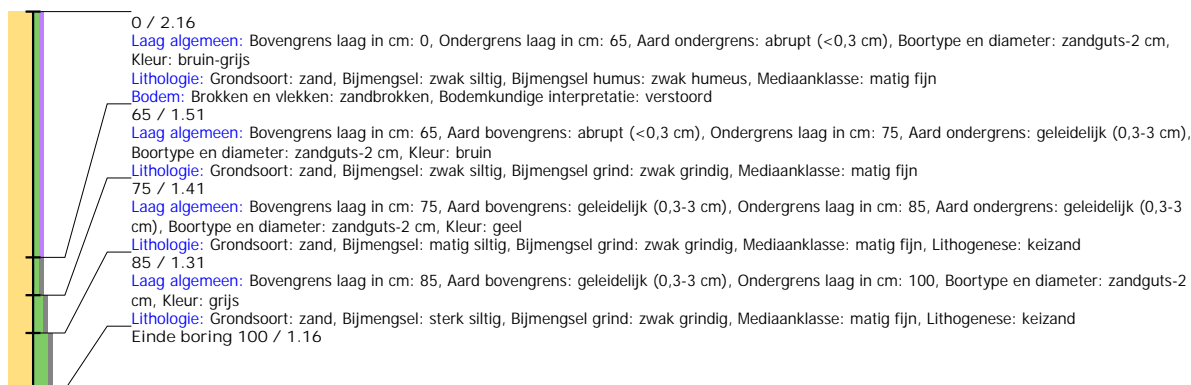 0 / 2.16
Laag algemeen: Bovengrens laag in cm: 0, Ondergrens laag in cm: 65, Aard ondergrens: abrupt (<0,3 cm), Boortype en diameter: zandguts-2 cm,
Kleur: bruin-grijs
Lithologie: Grondsoort: zand, Bijmengsel: zwak siltig, Bijmengsel humus: zwak humeus, Mediaanklasse: matig fijn
Bodem: Brokken en vlekken: zandbrokken, Bodemkundige interpretatie: verstoord
65 / 1.51
Laag algemeen: Bovengrens laag in cm: 65, Aard bovengrens: abrupt (<0,3 cm), Ondergrens laag in cm: 75, Aard ondergrens: geleidelijk (0,3-3 cm),
Boortype en diameter: zandguts-2 cm, Kleur: bruin
Lithologie: Grondsoort: zand, Bijmengsel: zwak siltig, Bijmengsel grind: zwak grindig, Mediaanklasse: matig fijn
75 / 1.41
Laag algemeen: Bovengrens laag in cm: 75, Aard bovengrens: geleidelijk (0,3-3 cm), Ondergrens laag in cm: 85, Aard ondergrens: geleidelijk (0,3-3
cm), Boortype en diameter: zandguts-2 cm, Kleur: geel
Lithologie: Grondsoort: zand, Bijmengsel: matig siltig, Bijmengsel grind: zwak grindig, Mediaanklasse: matig fijn, Lithogenese: keizand
85 / 1.31
Laag algemeen: Bovengrens laag in cm: 85, Aard bovengrens: geleidelijk (0,3-3 cm), Ondergrens laag in cm: 100, Boortype en diameter: zandguts-2
cm, Kleur: grijs
Lithologie: Grondsoort: zand, Bijmengsel: sterk siltig, Bijmengsel grind: zwak grindig, Mediaanklasse: matig fijn, Lithogenese: keizand
Einde boring 100 / 1.16